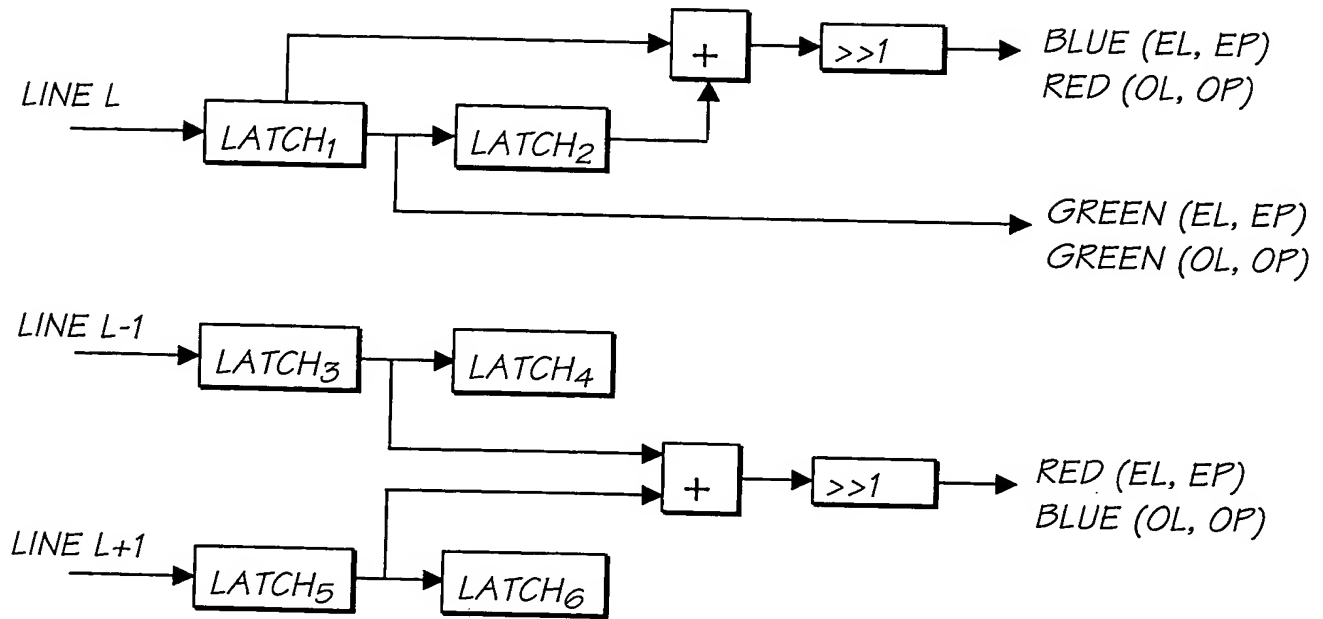 BLUE (EL, EP)
RED (OL, OP)
+
>>1
LINE L
LATCH1
LATCH2
GREEN (EL, EP)
GREEN (OL, OP)
LINE L-1
LATCH3
LATCH4
+
>>1
RED (EL, EP)
BLUE (OL, OP)
LINE L+1
LATCH5
LATCH6